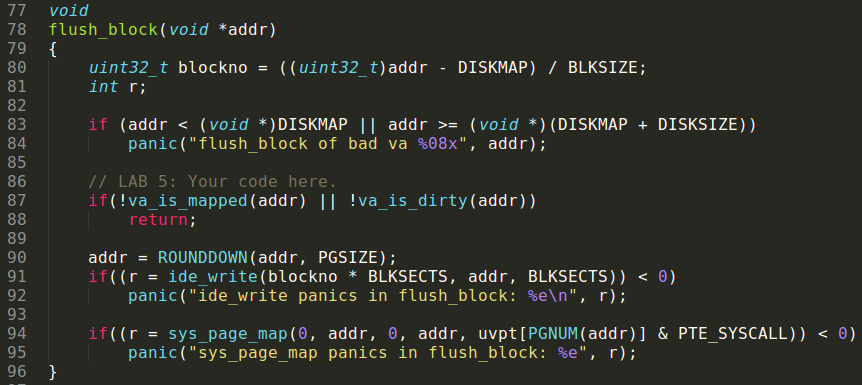 77 void
78 flush_block(void *addr)
79 {
80     uint32_t blockno = ((uint32_t)addr - DISKMAP) / BLKSIZE;
81     int r;
82
83     if (addr < (void *)DISKMAP || addr >= (void *)(DISKMAP + DISKSIZE))
84         panic("flush_block of bad va %08x", addr);
85
86     // LAB 5: Your code here.
87     if(!va_is_mapped(addr) || !va_is_dirty(addr))
88         return;
89
90     addr = ROUNDDOWN(addr, PGSIZE);
91     if((r = ide_write(blockno * BLKSECTS, addr, BLKSECTS)) < 0)
92         panic("ide_write panics in flush_block: %e\n", r);
93
94     if((r = sys_page_map(0, addr, 0, addr, uvpt[PGNUM(addr)] & PTE_SYSCALL)) < 0)
95         panic("sys_page_map panics in flush_block: %e", r);
96 }